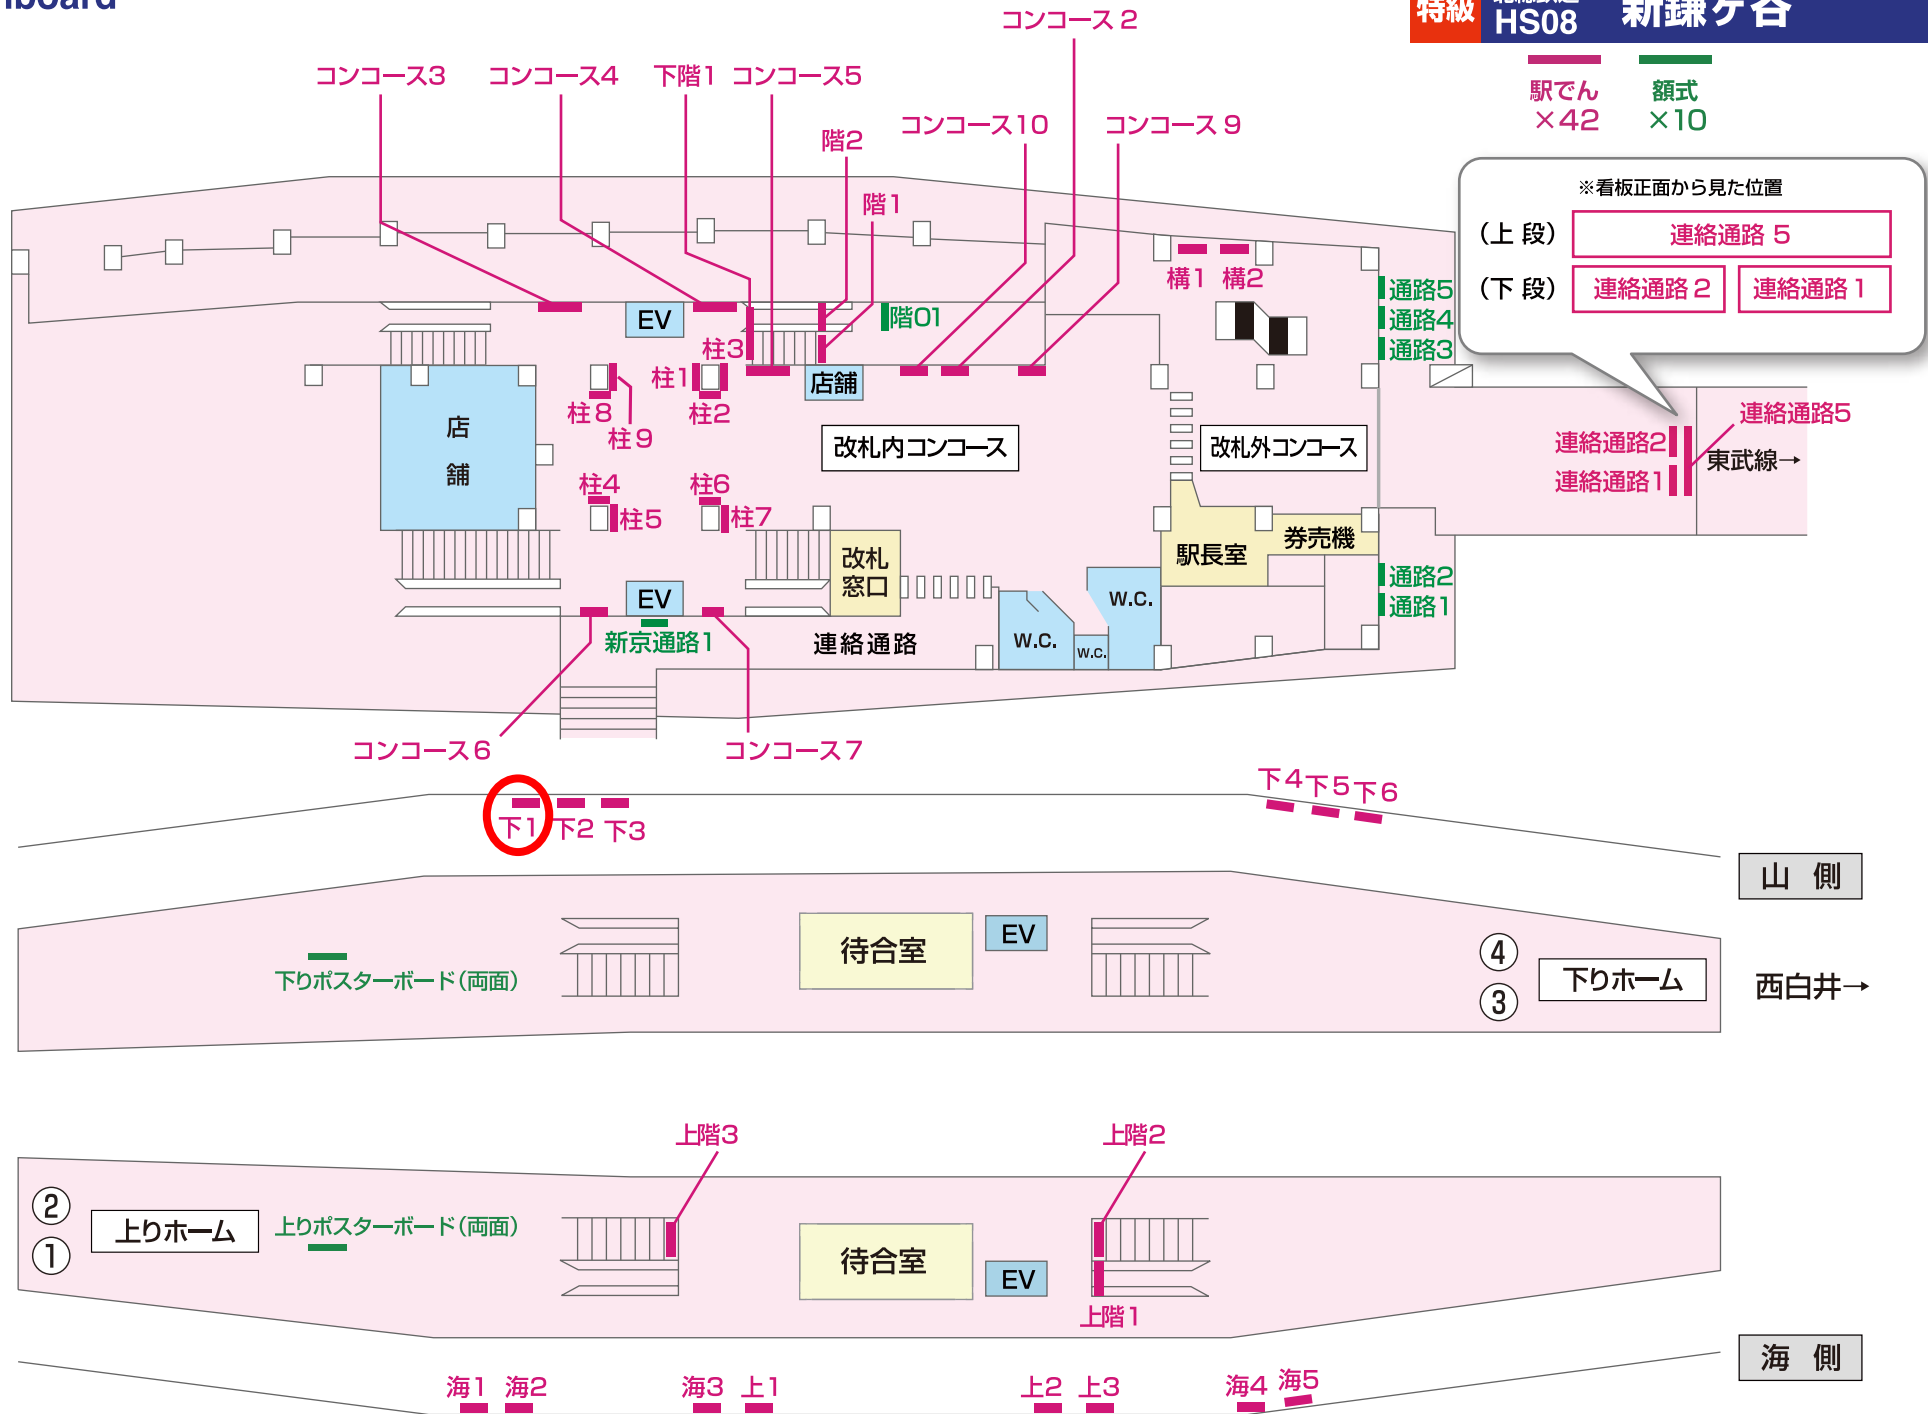 特級
HS08
新鎌ヶ谷
駅でん
×42
額式
×10
コンコース 2
コンコース3
コンコース4
下階1
コンコース5
階2
コンコース10
コンコース 9
階1
※看板正面から見た位置
(上 段)
連絡通路 5
(下 段)
連絡通路 2
連絡通路 1
構1
構2
通路5
通路4
通路3
EV
階01
柱3
柱1
店舗
柱8
柱2
柱9
店
舗
改札内コンコース
改札外コンコース
連絡通路5
連絡通路2
東武線→
連絡通路1
柱4
柱6
柱5
柱7
改札
窓口
駅長室
券売機
通路2
通路1
EV
新京通路1
連絡通路
W.C.
W.C.
W.C.
コンコース 6
コンコース 7
下1
下2
下3
下4
下5
下6
山 側
待合室
EV
下りポスターボード(両面)
④
③
下りホーム
西白井→
上階3
上階2
②
①
上りホーム
上りポスターボード(両面)
待合室
EV
上階1
海 側
海1
海2
海3
上1
上2
上3
海4
海5